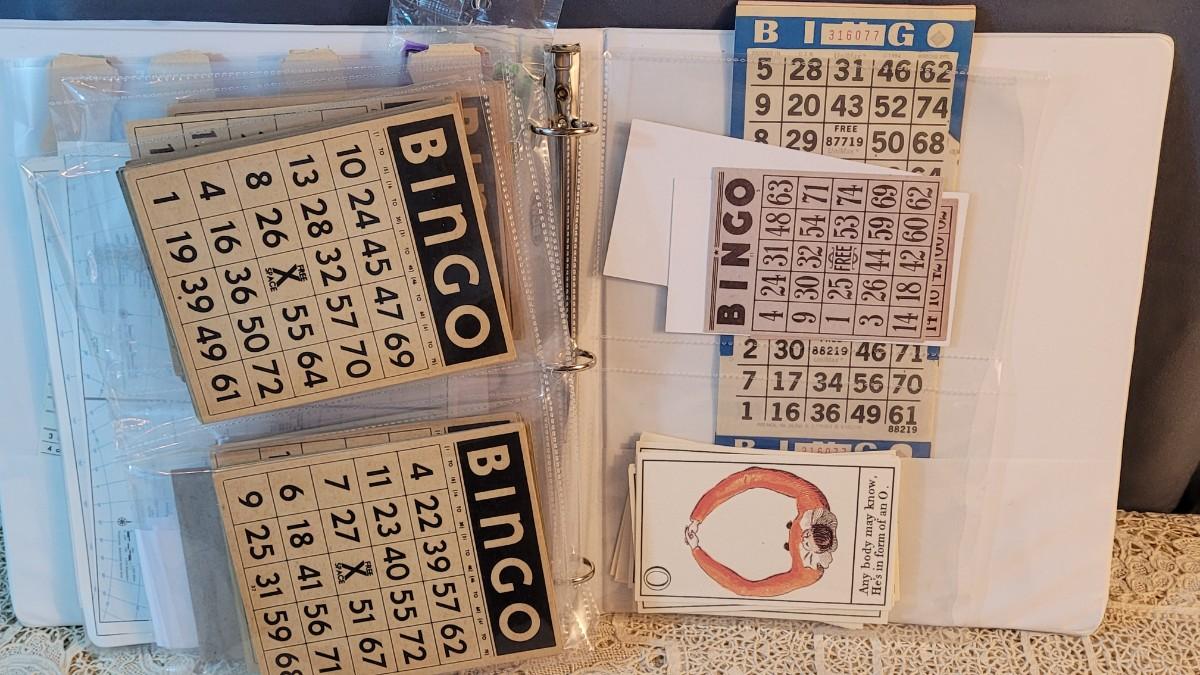 BINGO
10 24 45 47 69
13 28 32 57 70
8 26 X FREE SPACE 55 64
4 16 36 50 72
1 19 39 49 61
BINGO
4 22 39 57 62
11 23 40 55 72
7 27 X FREE SPACE 51 67
6 18 41 56 71
9 25 31 59 68
BINGO
316077
5 28 31 46 62
9 20 43 52 74
8 29 FREE 87719 50 68
BINGO
4 24 31 48 63
9 30 32 54 71
1 25 FREE 53 74
3 26 44 59 69
14 18 42 60 62
2 30 88219 46 71
7 17 34 56 70
1 16 36 49 61
88219
O
Any body may know,
He's in form of an O.